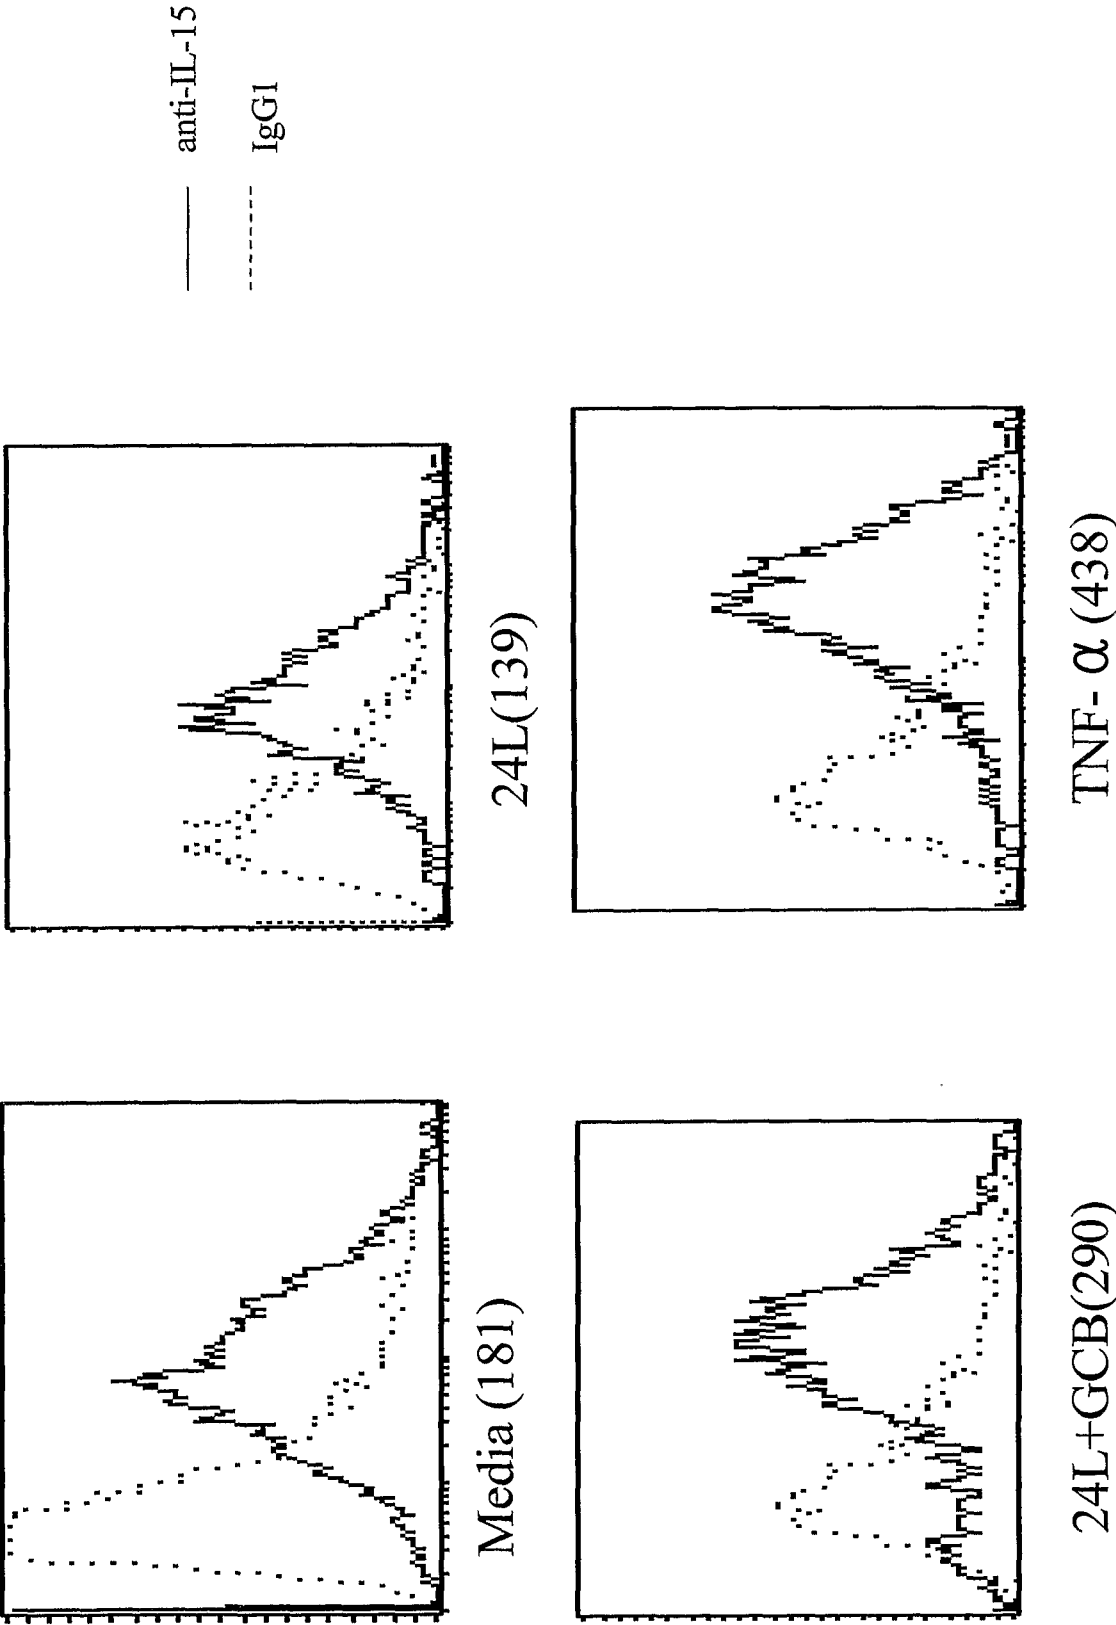 anti-IL-15
IgG1
Media (181)
24L(139)
24L+GCB(290)
TNF- α (438)